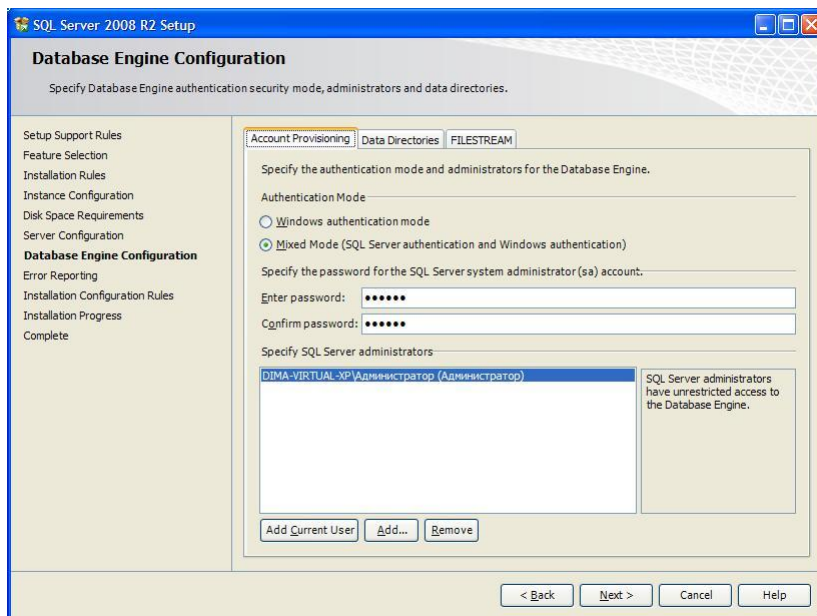 SQL Server 2008 R2 Setup
Database Engine Configuration
Specify Database Engine authentication security mode, administrators and data directories.
Setup Support Rules
Feature Selection
Installation Rules
Instance Configuration
Disk Space Requirements
Server Configuration
Database Engine Configuration
Error Reporting
Installation Configuration Rules
Installation Progress
Complete
Account Provisioning Data Directories FILESTREAM
Specify the authentication mode and administrators for the Database Engine.
Authentication Mode
Windows authentication mode
Mixed Mode (SQL Server authentication and Windows authentication)
Specify the password for the SQL Server system administrator (sa) account.
Enter password: ●●●●●●
Confirm password: ●●●●●●
Specify SQL Server administrators
DIMA-VIRTUAL-XP\Администратор (Администратор)
SQL Server administrators
have unrestricted access to
the Database Engine.
Add Current User Add... Remove
< Back Next > Cancel Help